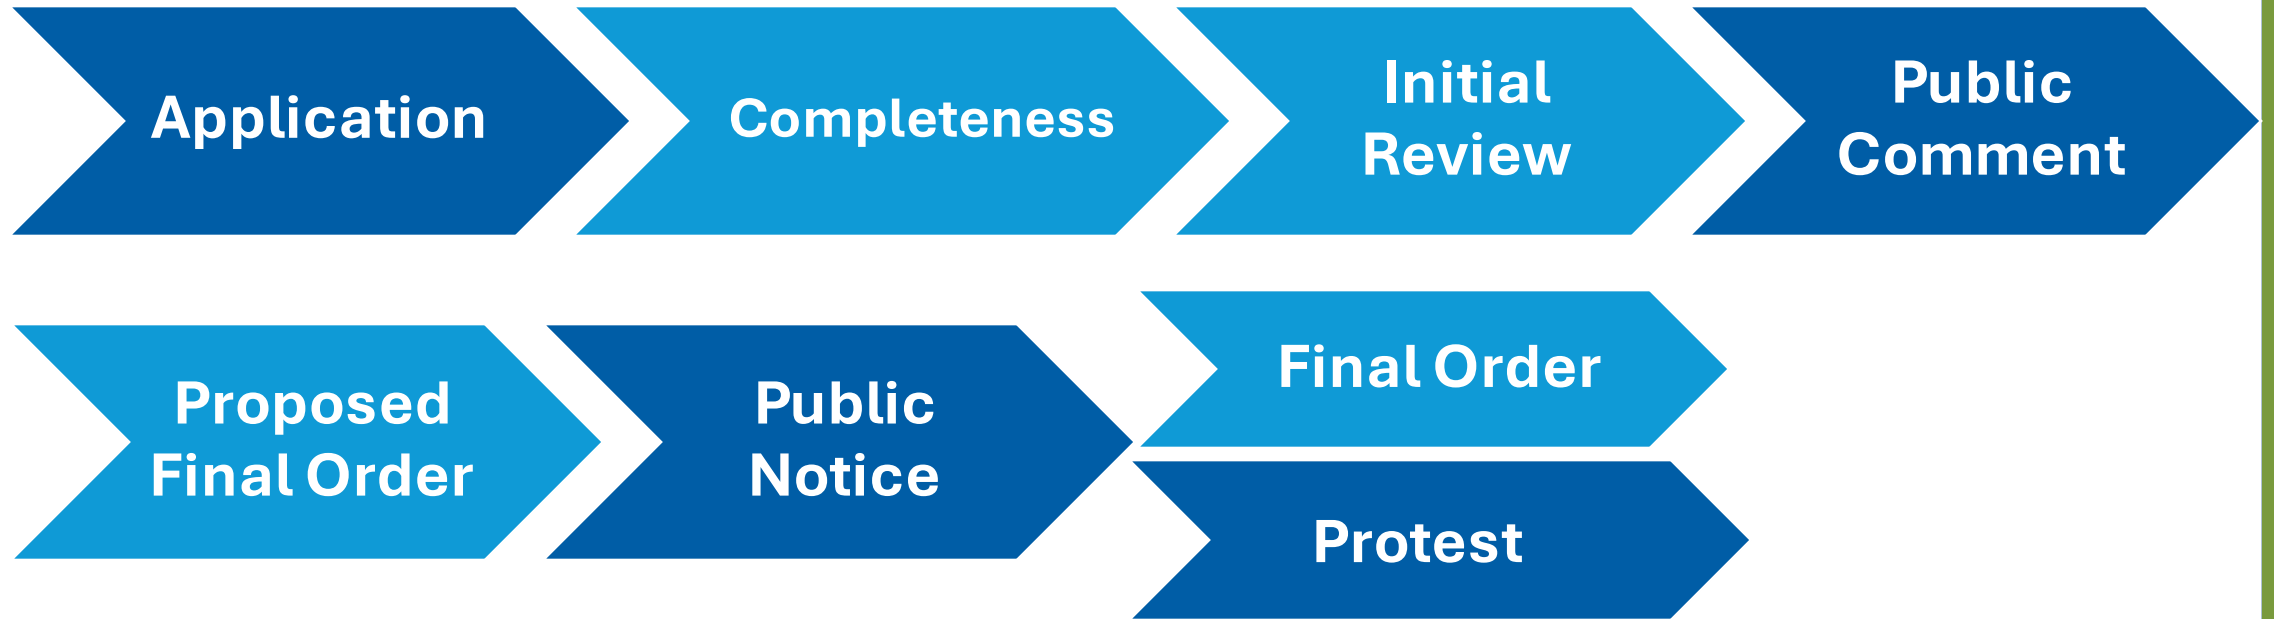 Application
Completeness
Initial
Review
Public
Comment
Proposed
Final Order
Public
Notice
Final Order
Protest